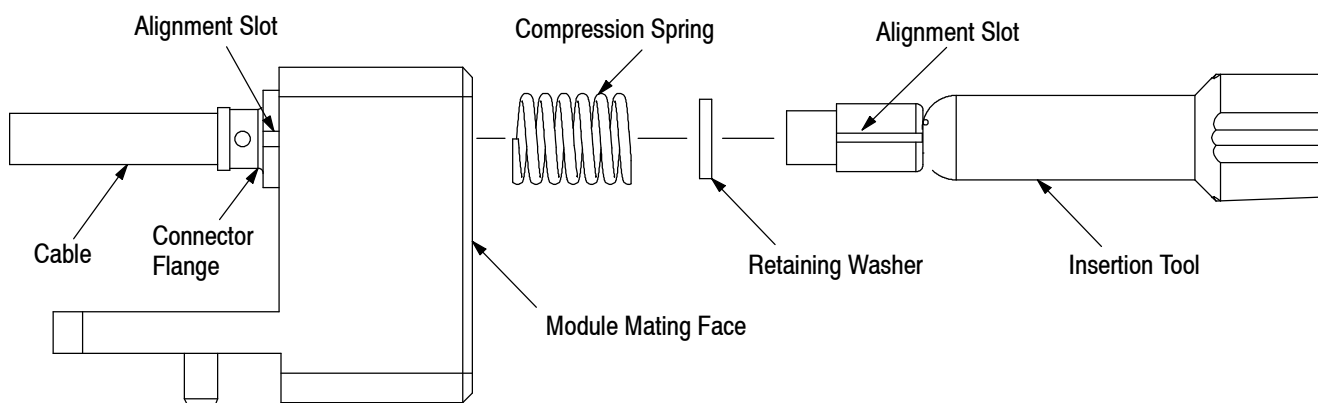 Alignment Slot
Compression Spring
Alignment Slot
Cable
Connector
Flange
Retaining Washer
Insertion Tool
Module Mating Face